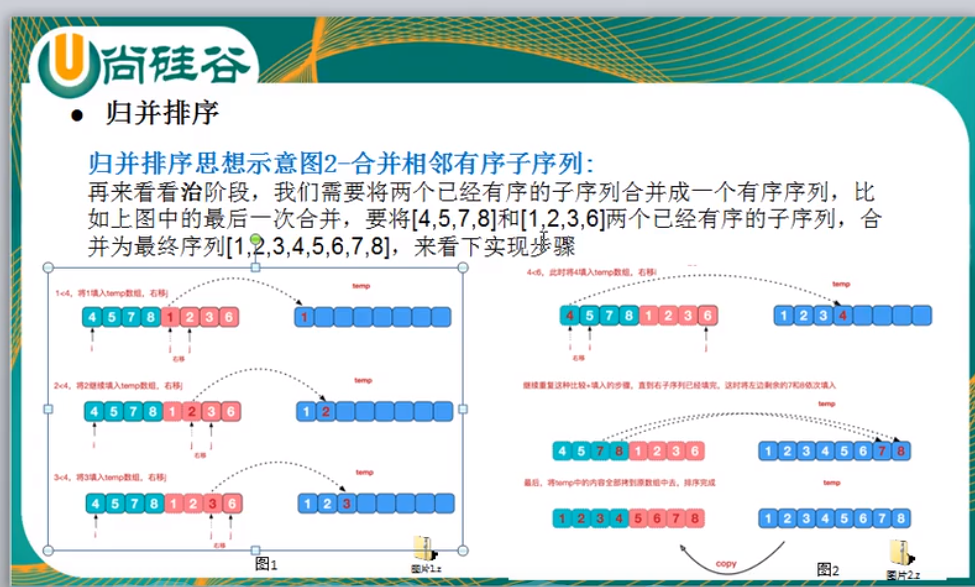 尚硅谷
● 归并排序
归并排序思想示意图2-合并相邻有序子序列:
再来看看治阶段，我们需要将两个已经有序的子序列合并成一个有序序列，比
如上图中的最后一次合并，要将[4,5,7,8]和[1,2,3,6]两个已经有序的子序列，合
并为最终序列[1,2,3,4,5,6,7,8]，来看下实现步骤
1<4，将1填入temp数组，右移j
temp
4 5 7 8 1 2 3 6
1
i j j
右移
2<4，将2继续填入temp数组，右移j
temp
4 5 7 8 1 2 3 6
1 2
i j j
右移
3<4，将3填入temp数组，右移j
temp
4 5 7 8 1 2 3 6
1 2 3
i j j
右移
图1
图片1.z
4<6，此时将4填入temp数组，右移i
temp
4 5 7 8 1 2 3 6
1 2 3 4
i i j
右移
继续重复这种比较+填入的步骤，直到右子序列已经填完，这时将左边剩余的7和8依次填入
temp
4 5 7 8 1 2 3 6
1 2 3 4 5 6 7 8
最后，将temp中的内容全部拷到原数组中去，排序完成
temp
1 2 3 4 5 6 7 8
1 2 3 4 5 6 7 8
copy
图2
图片2.z